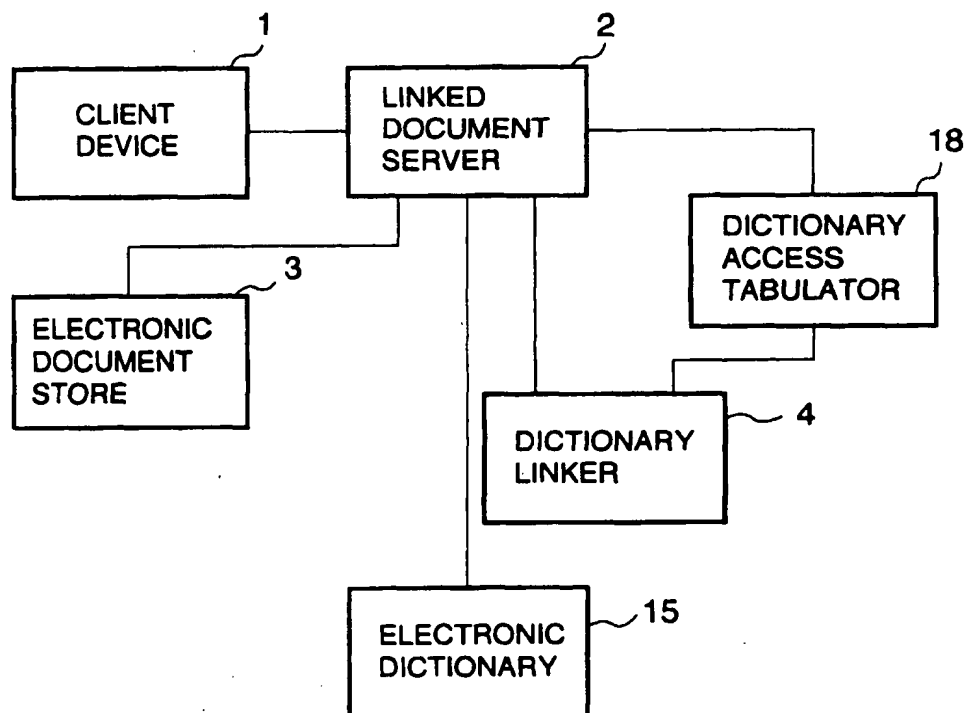 1
CLIENT
DEVICE
2
LINKED
DOCUMENT
SERVER
18
DICTIONARY
ACCESS
TABULATOR
3
ELECTRONIC
DOCUMENT
STORE
4
DICTIONARY
LINKER
15
ELECTRONIC
DICTIONARY